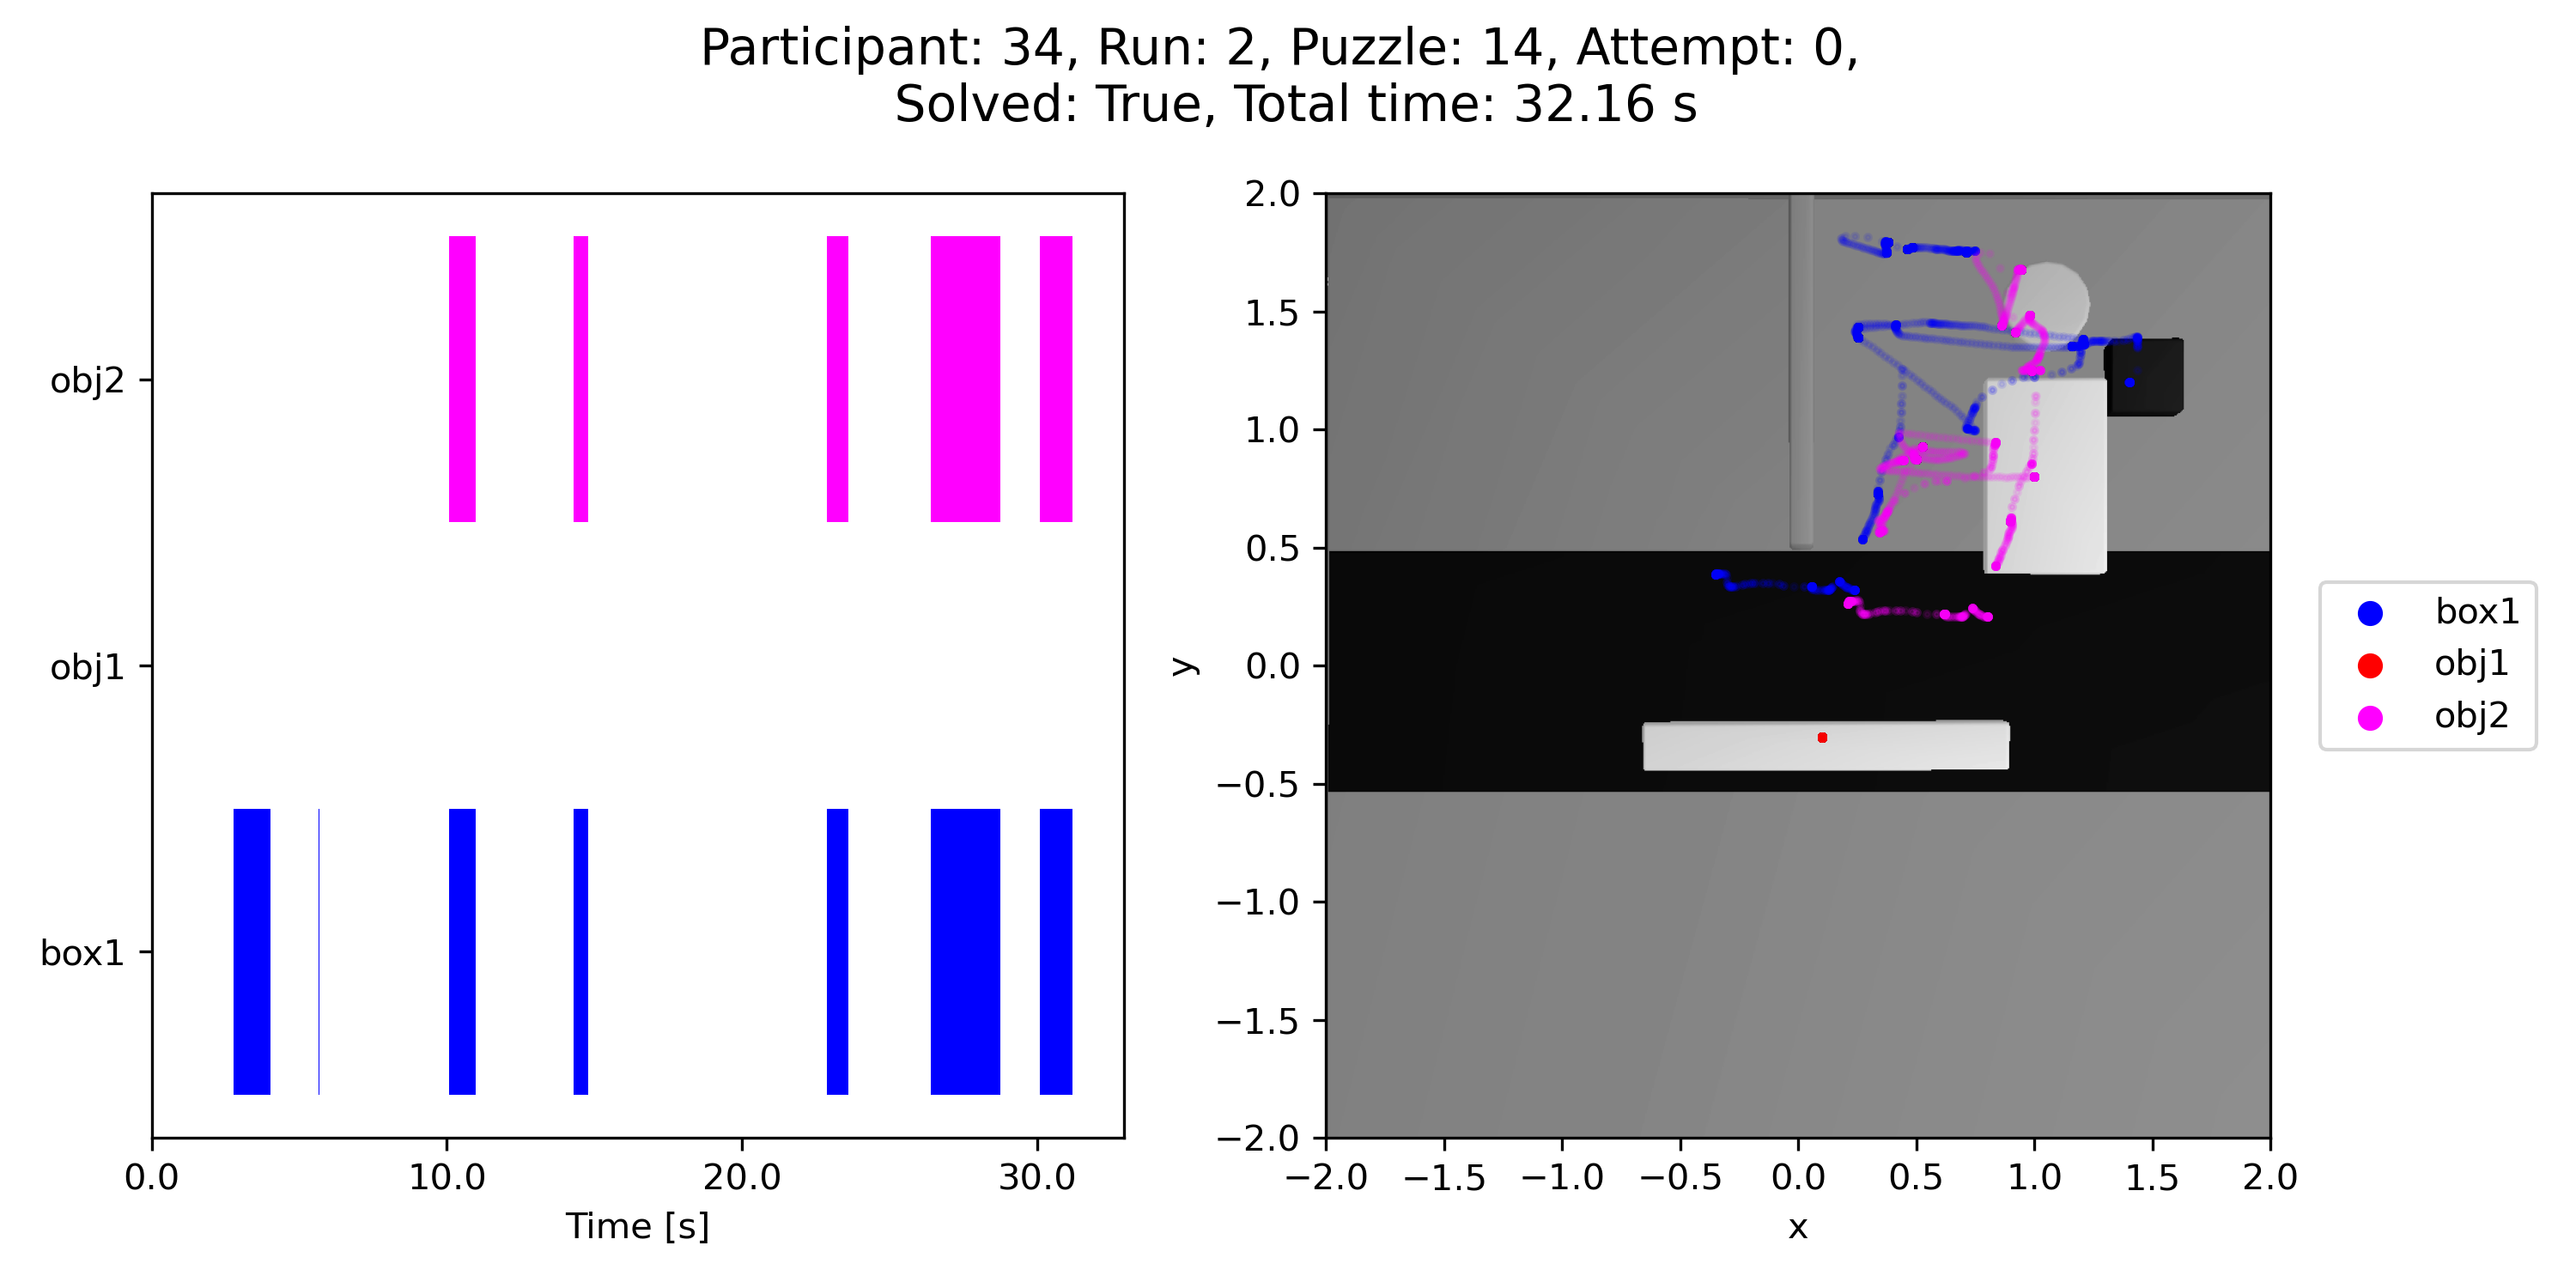 Participant: 34, Run: 2, Puzzle: 14, Attempt: 0,
Solved: True, Total time: 32.16 s
obj2
obj1
box1
0.0 10.0 20.0 30.0
Time [s]
2.0
1.5
1.0
0.5
0.0
−0.5
−1.0
−1.5
−2.0
y
−2.0 −1.5 −1.0 −0.5 0.0 0.5 1.0 1.5 2.0
x
box1
obj1
obj2